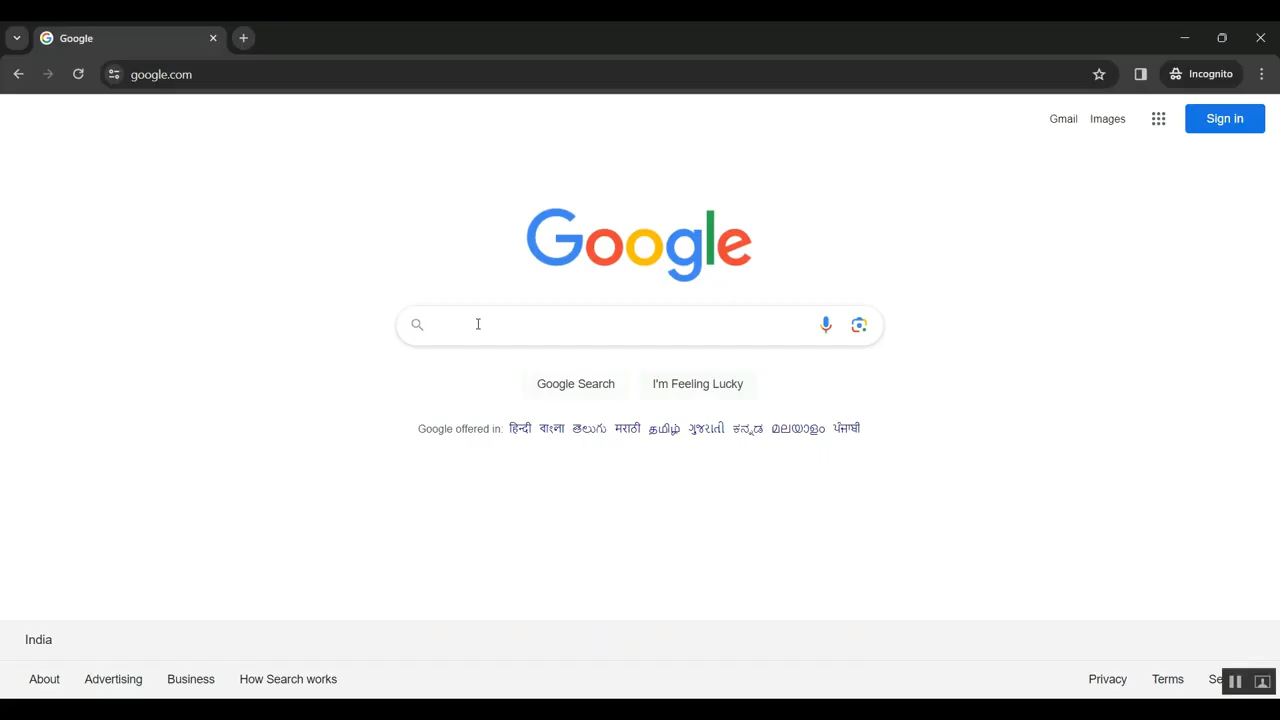 Google
google.com
Incognito
Gmail Images Sign in
Google
Google Search I'm Feeling Lucky
Google offered in: हिन्दी বাংলা తెలుగు मराठी தமிழ் ગુજરાતી ಕನ್ನಡ മലയാളം ਪੰਜਾਬੀ
India
About Advertising Business How Search works Privacy Terms Se